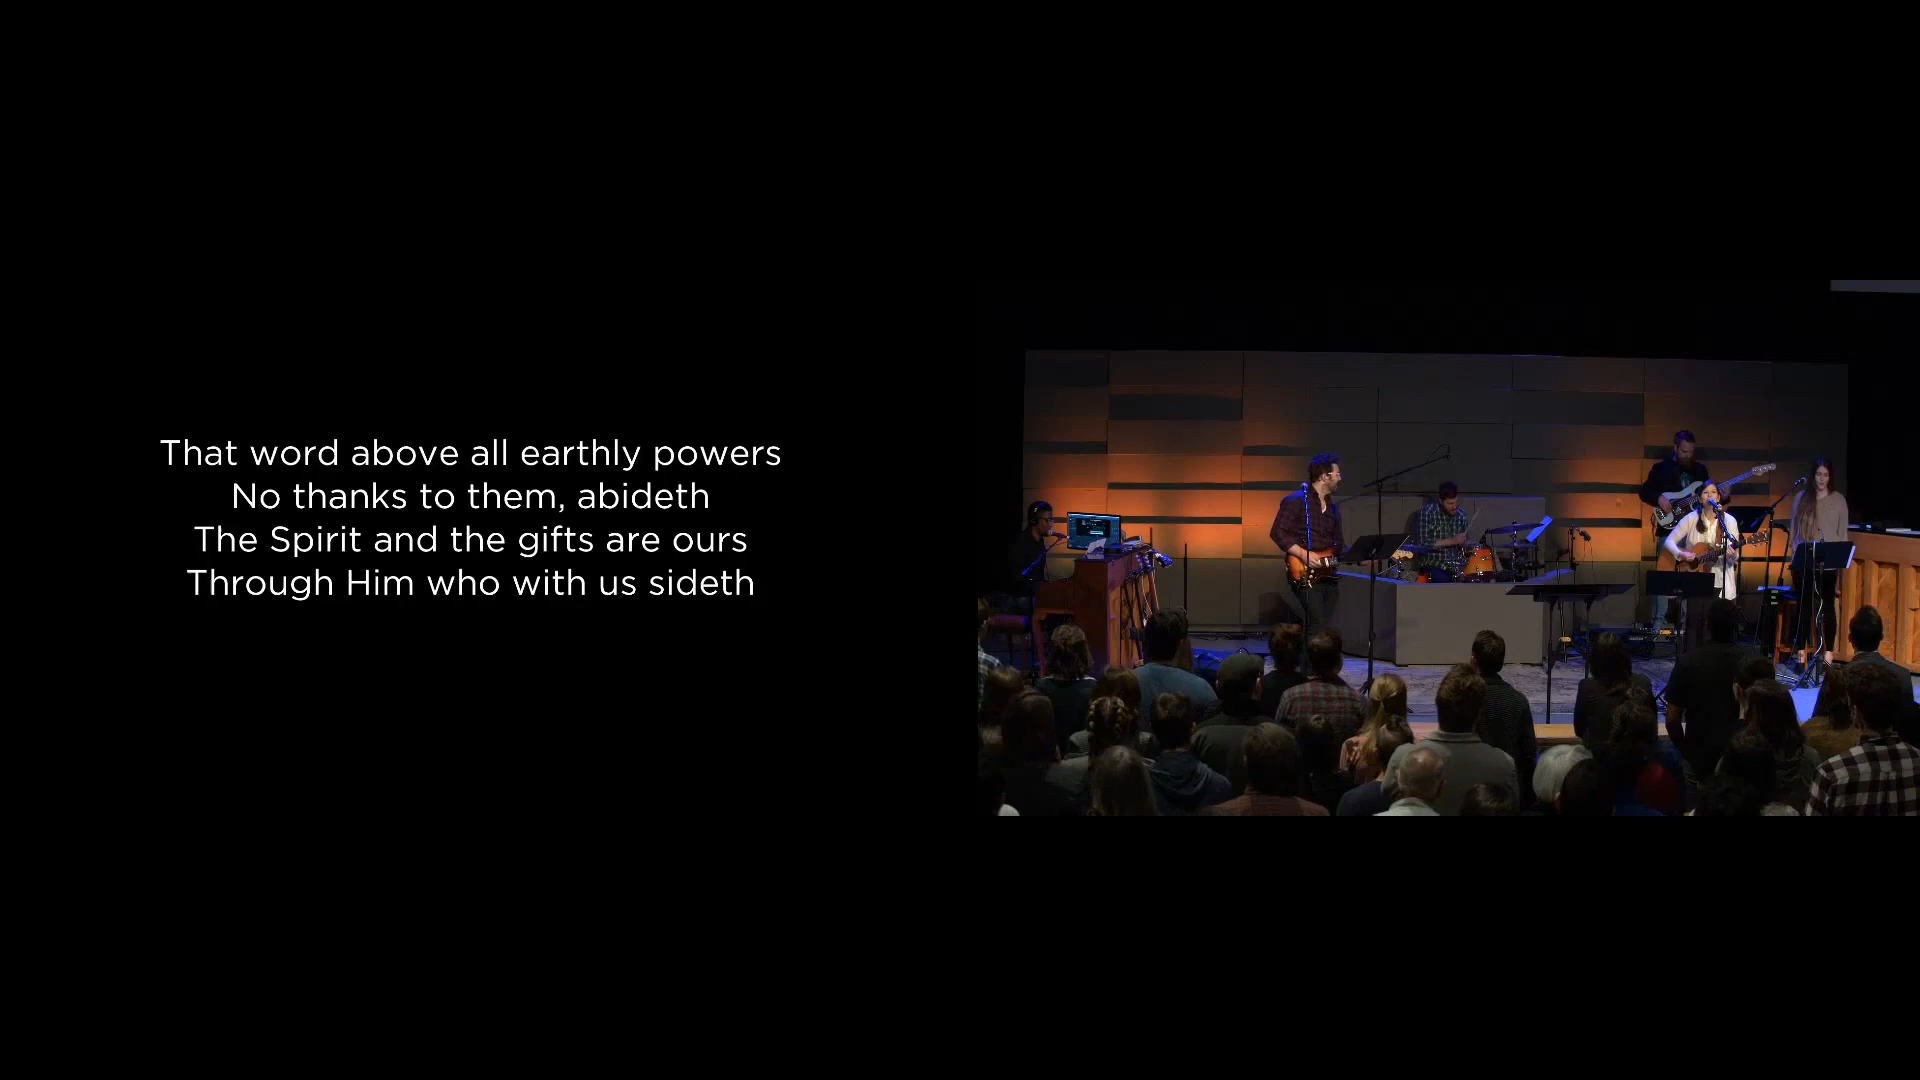 That word above all earthly powers
No thanks to them, abideth
The Spirit and the gifts are ours
Through Him who with us sideth